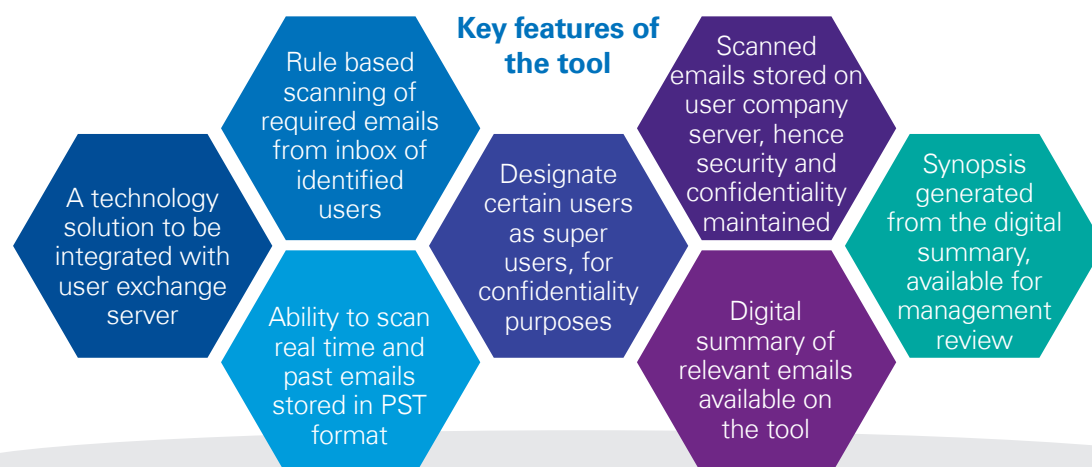 Key features of
the tool
A technology
solution to be
integrated with
user exchange
server
Rule based
scanning of
required emails
from inbox of
identified
users
Ability to scan
real time and
past emails
stored in PST
format
Designate
certain users
as super
users, for
confidentiality
purposes
Scanned
emails stored on
user company
server, hence
security and
confidentiality
maintained
Digital
summary of
relevant emails
available on
the tool
Synopsis
generated
from the digital
summary,
available for
management
review